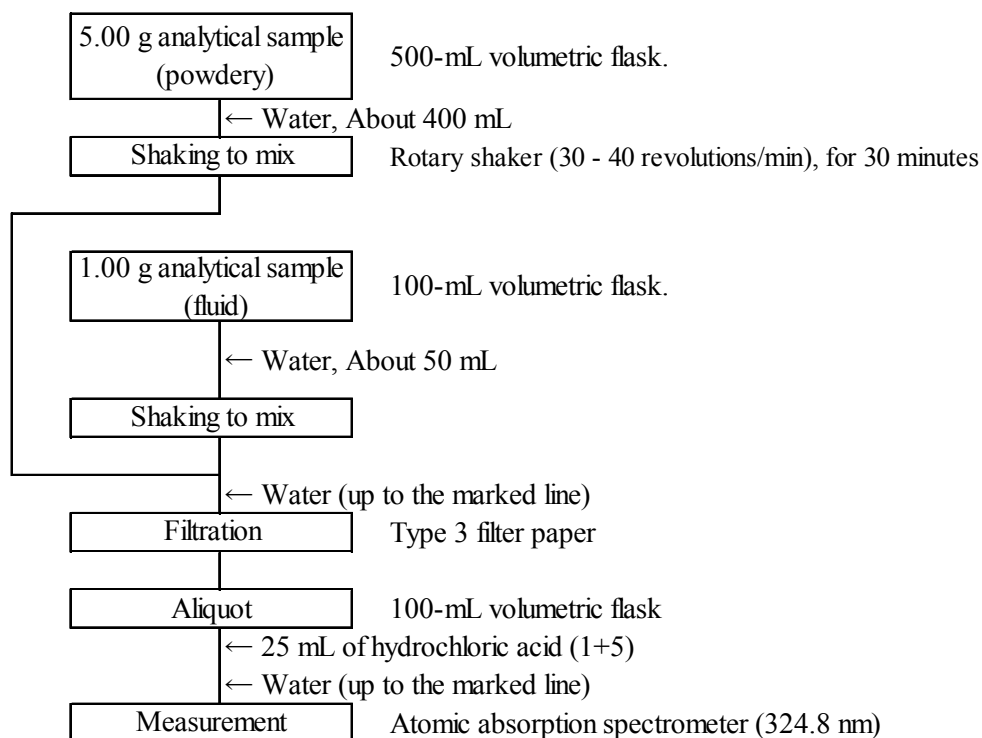 5.00 g analytical sample
(powdery)
500-mL volumetric flask.
← Water, About 400 mL
Shaking to mix
Rotary shaker (30 - 40 revolutions/min), for 30 minutes
1.00 g analytical sample
(fluid)
100-mL volumetric flask.
← Water, About 50 mL
Shaking to mix
← Water (up to the marked line)
Filtration
Type 3 filter paper
Aliquot
100-mL volumetric flask
← 25 mL of hydrochloric acid (1+5)
← Water (up to the marked line)
Measurement
Atomic absorption spectrometer (324.8 nm)